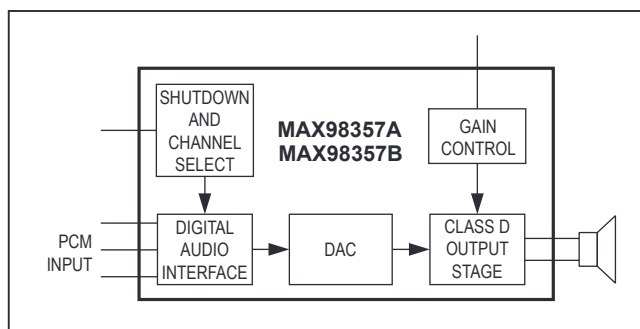 SHUTDOWN
AND
CHANNEL
SELECT
MAX98357A
MAX98357B
GAIN
CONTROL
PCM
INPUT
DIGITAL
AUDIO
INTERFACE
DAC
CLASS D
OUTPUT
STAGE